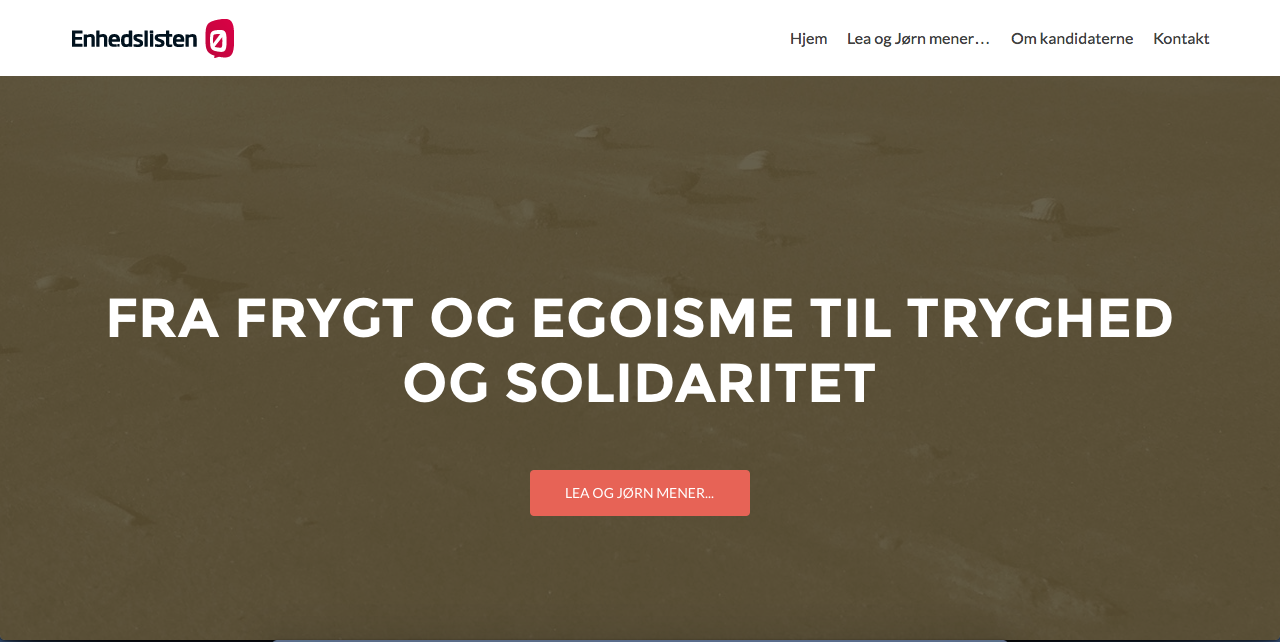 Enhedslisten Ø
Hjem Lea og Jørn mener... Om kandidaterne Kontakt
FRA FRYGT OG EGOISME TIL TRYGHED
OG SOLIDARITET
LEA OG JØRN MENER...